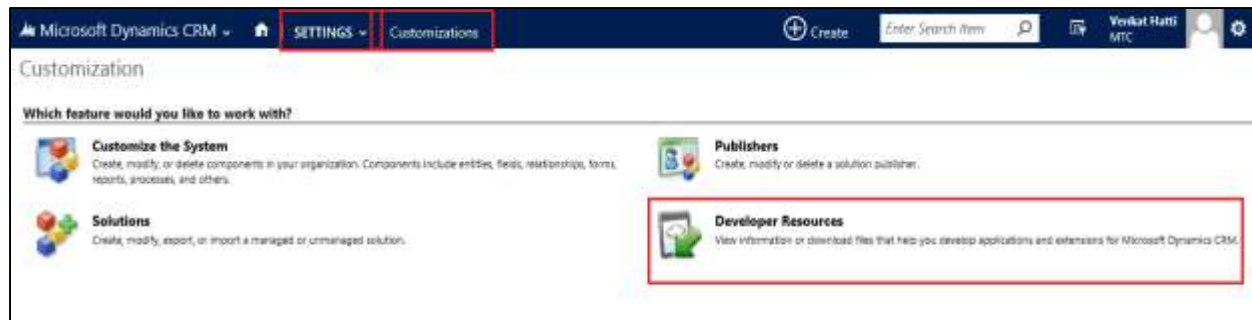 Microsoft Dynamics CRM
SETTINGS
Customizations
Create
Enter Search Item
Venkat Hatti
MTC
Customization
Which feature would you like to work with?
Customize the System
Create, modify, or delete components in your organization. Components include entities, fields, relationships, forms,
reports, processes, and others.
Publishers
Create, modify or delete a solution publisher.
Solutions
Create, modify, export, or import a managed or unmanaged solution.
Developer Resources
View information or download files that help you develop applications and extensions for Microsoft Dynamics CRM.